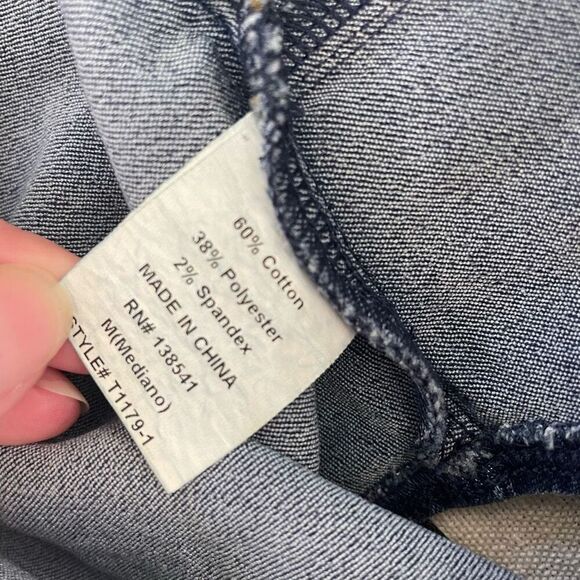 60% Cotton
38% Polyester
2% Spandex
MADE IN CHINA
RN# 138541
M(Mediano)
STYLE# T1179-1